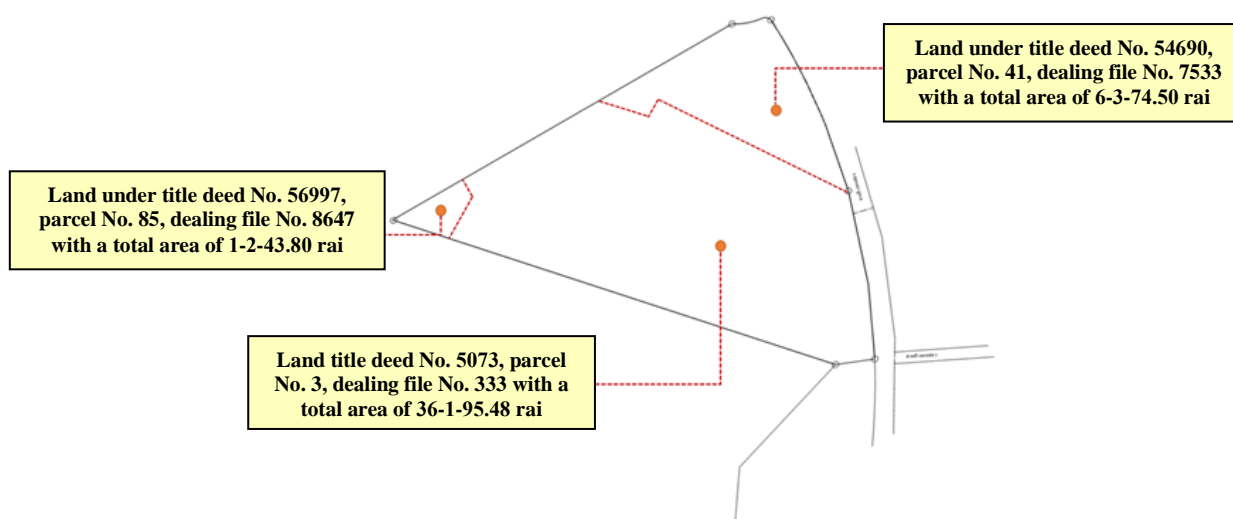 Land under title deed No. 54690,
parcel No. 41, dealing file No. 7533
with a total area of 6-3-74.50 rai
Land under title deed No. 56997,
parcel No. 85, dealing file No. 8647
with a total area of 1-2-43.80 rai
Land title deed No. 5073, parcel
No. 3, dealing file No. 333 with a
total area of 36-1-95.48 rai